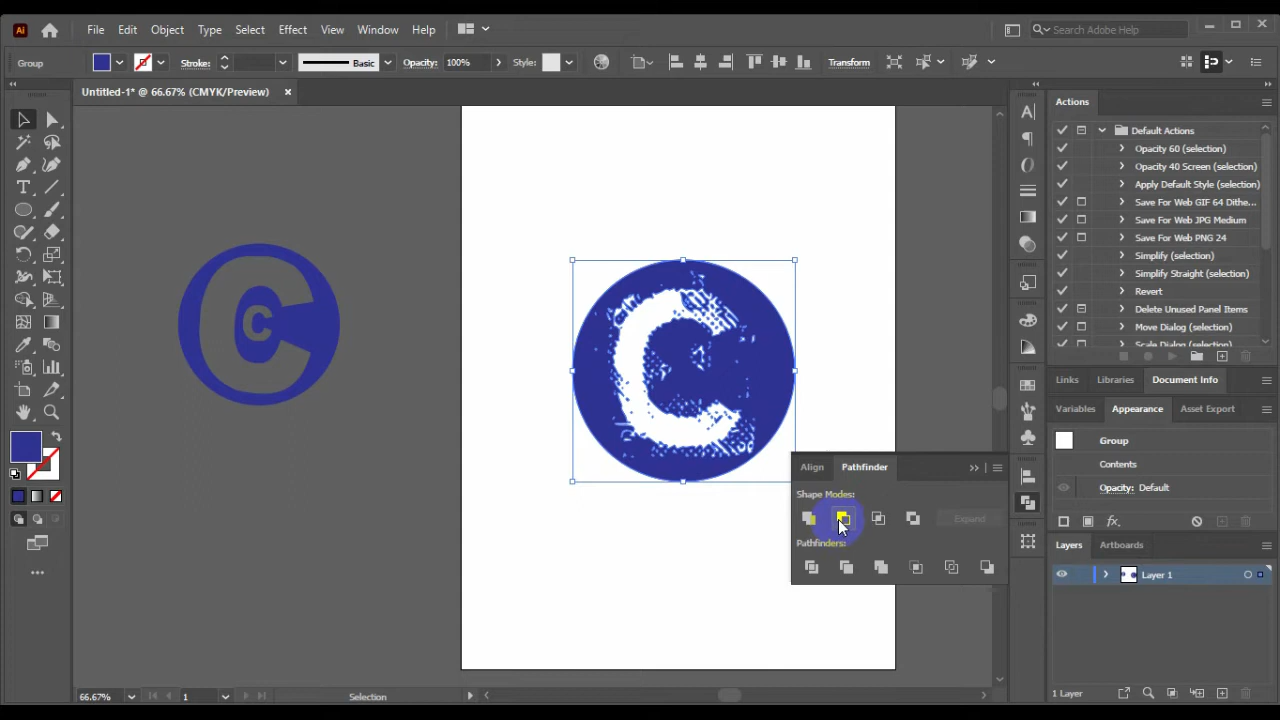 Ai File Edit Object Type Select Effect View Window Help Search Adobe Help
Group Stroke: Basic Opacity: 100% Style: Transform
Untitled-1* @ 66.67% (CMYK/Preview)
Actions
Default Actions
Opacity 60 (selection)
Opacity 40 Screen (selection)
Apply Default Style (selection)
Save For Web GIF 64 Dithe...
Save For Web JPG Medium
Save For Web PNG 24
Simplify (selection)
Simplify Straight (selection)
Revert
Delete Unused Panel Items
Move Dialog (selection)
Scale Dialog (selection)
Links Libraries Document Info
Variables Appearance Asset Export
Group
Contents
Opacity: Default
Layers Artboards
Layer 1
1 Layer
C
C
C
Align Pathfinder
Shape Modes:
Expand
Pathfinders:
66.67% 1 Selection